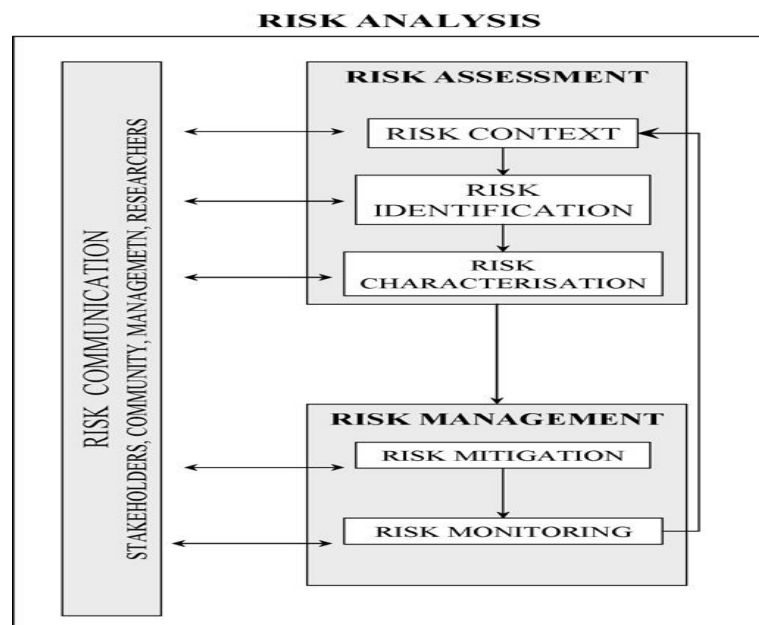 RISK ANALYSIS
RISK COMMUNICATION
STAKEHOLDERS, COMMUNITY, MANAGEMETN, RESEARCHERS
RISK ASSESSMENT
RISK CONTEXT
RISK
IDENTIFICATION
RISK
CHARACTERISATION
RISK MANAGEMENT
RISK MITIGATION
RISK MONITORING